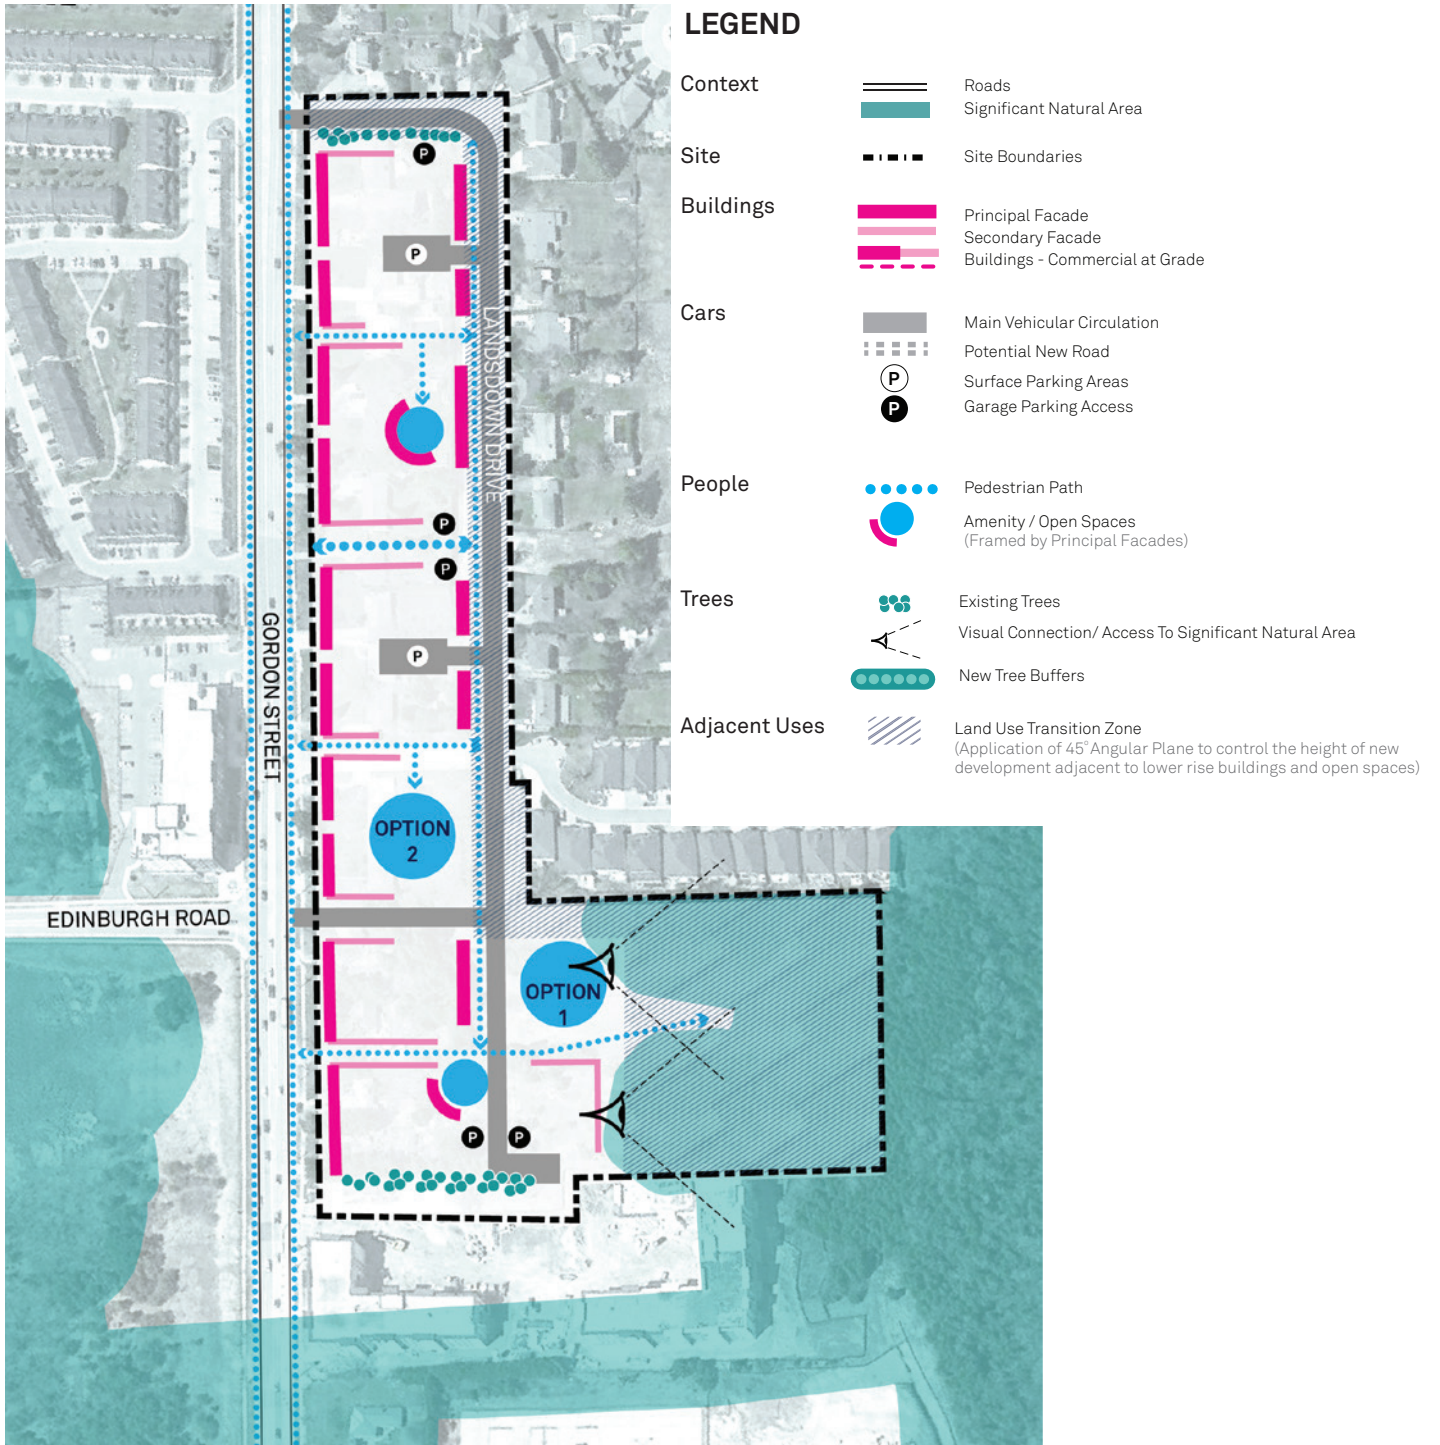 LEGEND
Context
Roads
Significant Natural Area
Site
Site Boundaries
Buildings
Principal Facade
Secondary Facade
Buildings - Commercial at Grade
Cars
Main Vehicular Circulation
Potential New Road
P
Surface Parking Areas
P
Garage Parking Access
People
Pedestrian Path
Amenity / Open Spaces
(Framed by Principal Facades)
Trees
Existing Trees
Visual Connection/ Access To Significant Natural Area
New Tree Buffers
Adjacent Uses
Land Use Transition Zone
(Application of 45° Angular Plane to control the height of new
development adjacent to lower rise buildings and open spaces)
P
P
LANDSDOWN DRIVE
P
P
P
GORDON STREET
OPTION
2
EDINBURGH ROAD
OPTION
1
P
P